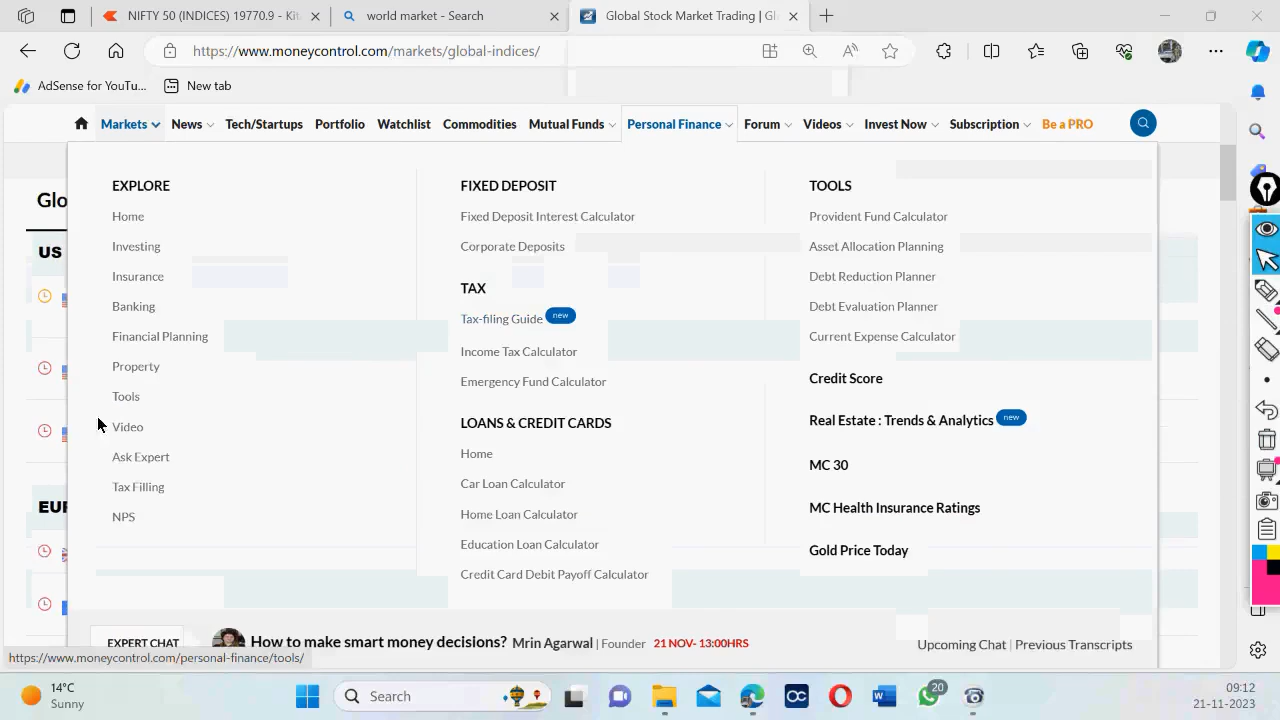 NIFTY 50 (INDICES) 19770.9 - Kit
world market - Search
Global Stock Market Trading | Gl
https://www.moneycontrol.com/markets/global-indices/
AdSense for YouTu...
New tab
Markets
News
Tech/Startups
Portfolio
Watchlist
Commodities
Mutual Funds
Personal Finance
Forum
Videos
Invest Now
Subscription
Be a PRO
Glo
US
EUR
EXPLORE
Home
Investing
Insurance
Banking
Financial Planning
Property
Tools
Video
Ask Expert
Tax Filling
NPS
FIXED DEPOSIT
Fixed Deposit Interest Calculator
Corporate Deposits
TAX
Tax-filing Guide new
Income Tax Calculator
Emergency Fund Calculator
LOANS & CREDIT CARDS
Home
Car Loan Calculator
Home Loan Calculator
Education Loan Calculator
Credit Card Debit Payoff Calculator
TOOLS
Provident Fund Calculator
Asset Allocation Planning
Debt Reduction Planner
Debt Evaluation Planner
Current Expense Calculator
Credit Score
Real Estate : Trends & Analytics new
MC 30
MC Health Insurance Ratings
Gold Price Today
EXPERT CHAT
How to make smart money decisions? Mrin Agarwal | Founder 21 NOV- 13:00HRS
Upcoming Chat | Previous Transcripts
https://www.moneycontrol.com/personal-finance/tools/
14°C
Sunny
Search
OC
20
09:12
21-11-2023